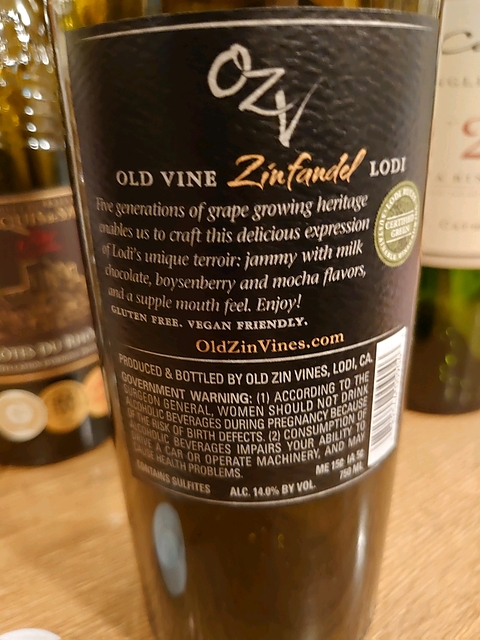 OZV
OLD VINE Zinfandel LODI
Five generations of grape growing heritage
enables us to craft this delicious expression
of Lodi's unique terroir: jammy with milk
chocolate, boysenberry and mocha flavors,
and a supple mouth feel. Enjoy!
GLUTEN FREE. VEGAN FRIENDLY.
CERTIFIED
GREEN
OldZinVines.com
PRODUCED & BOTTLED BY OLD ZIN VINES, LODI, CA.
GOVERNMENT WARNING: (1) ACCORDING TO THE
SURGEON GENERAL, WOMEN SHOULD NOT DRINK
ALCOHOLIC BEVERAGES DURING PREGNANCY BECAUSE
OF THE RISK OF BIRTH DEFECTS. (2) CONSUMPTION OF
ALCOHOLIC BEVERAGES IMPAIRS YOUR ABILITY TO
DRIVE A CAR OR OPERATE MACHINERY, AND MAY
CAUSE HEALTH PROBLEMS.
ME 15¢ IA 5¢
CONTAINS SULFITES ALC. 14.0% BY VOL. 750 ML